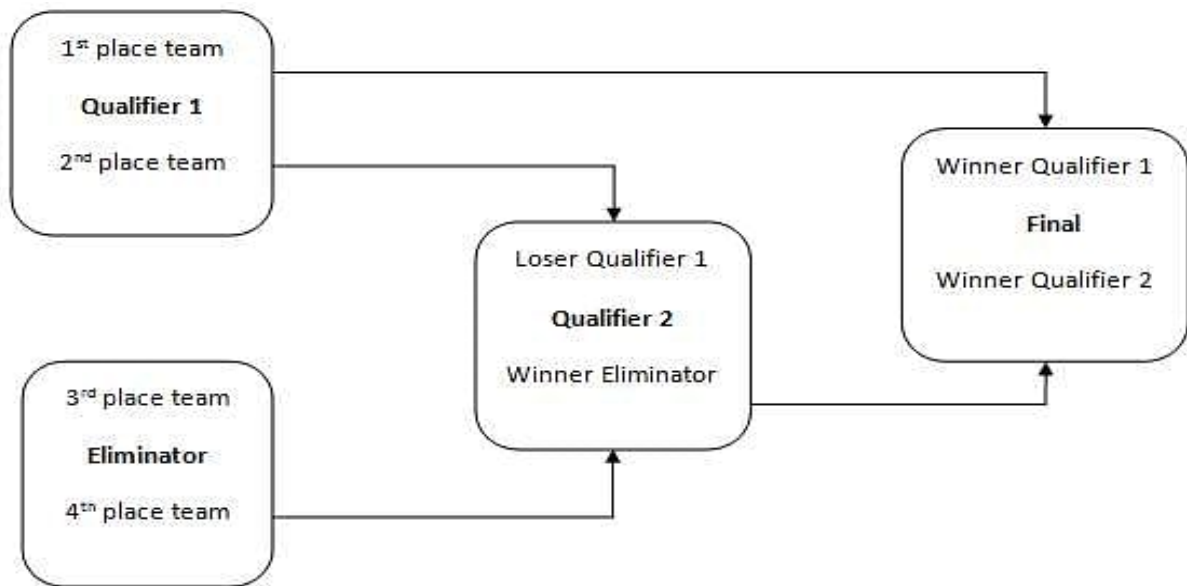 1st place team
Qualifier 1
2nd place team
Winner Qualifier 1
Final
Winner Qualifier 2
Loser Qualifier 1
Qualifier 2
Winner Eliminator
3rd place team
Eliminator
4th place team